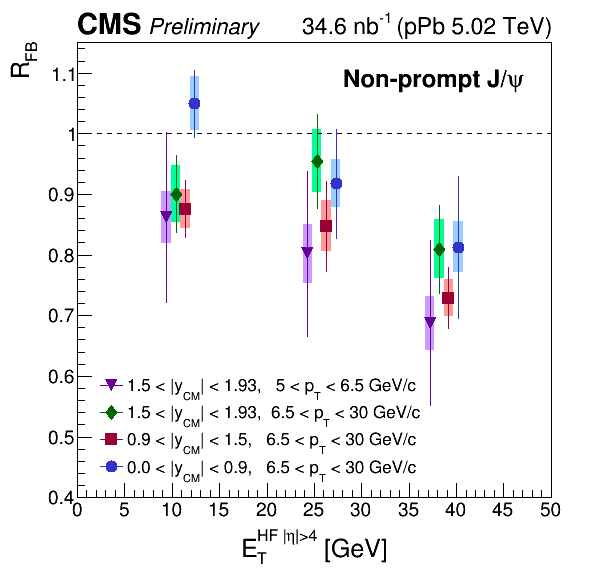 CMS Preliminary 34.6 nb⁻¹ (pPb 5.02 TeV)
R_FB
Non-prompt J/ψ
1.1
1
0.9
0.8
0.7
0.6
0.5
0.4
1.5 < |y_CM| < 1.93, 5 < p_T < 6.5 GeV/c
1.5 < |y_CM| < 1.93, 6.5 < p_T < 30 GeV/c
0.9 < |y_CM| < 1.5, 6.5 < p_T < 30 GeV/c
0.0 < |y_CM| < 0.9, 6.5 < p_T < 30 GeV/c
0 5 10 15 20 25 30 35 40 45 50
E_T^{HF |η|>4} [GeV]